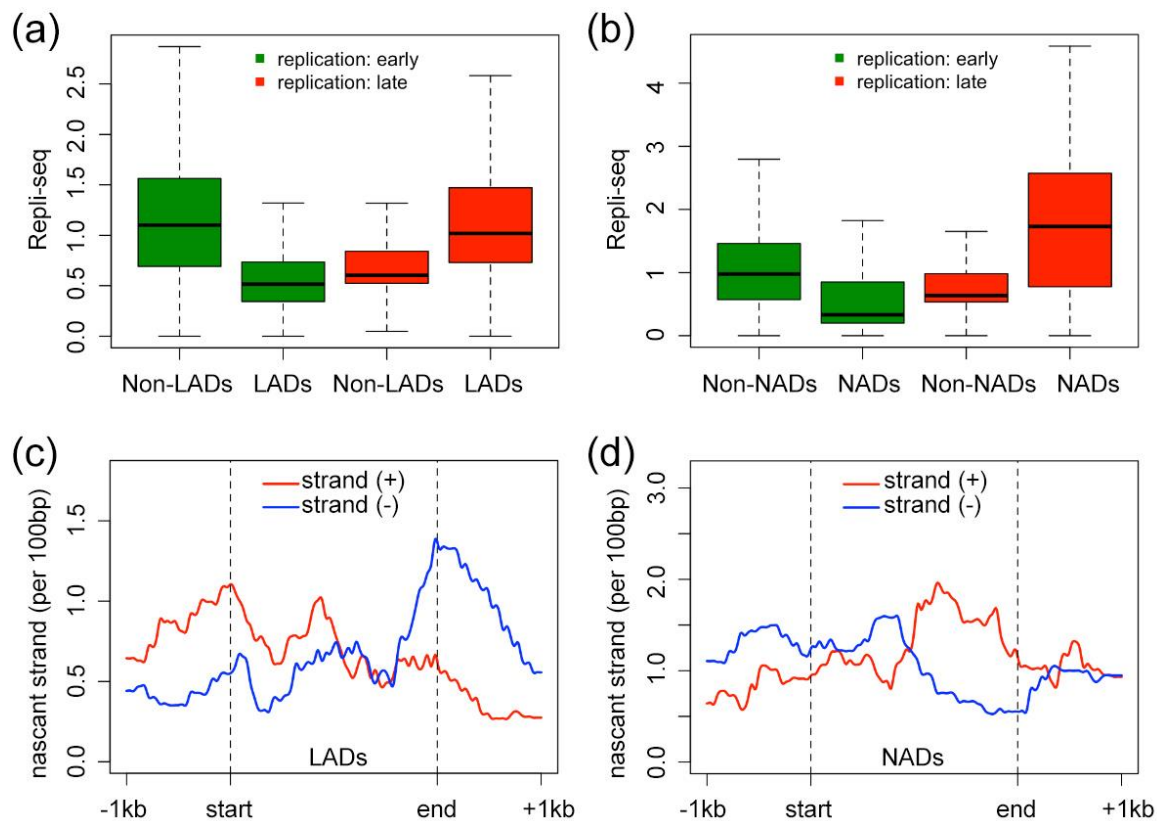 (a)
replication: early
replication: late
Repli-seq
0.0 0.5 1.0 1.5 2.0 2.5
Non-LADs LADs Non-LADs LADs
(b)
replication: early
replication: late
Repli-seq
0 1 2 3 4
Non-NADs NADs Non-NADs NADs
(c)
strand (+)
strand (-)
nascant strand (per 100bp)
0.0 0.5 1.0 1.5
LADs
-1kb start end +1kb
(d)
strand (+)
strand (-)
nascant strand (per 100bp)
0.0 0.5 1.0 1.5 2.0 3.0
NADs
-1kb start end +1kb